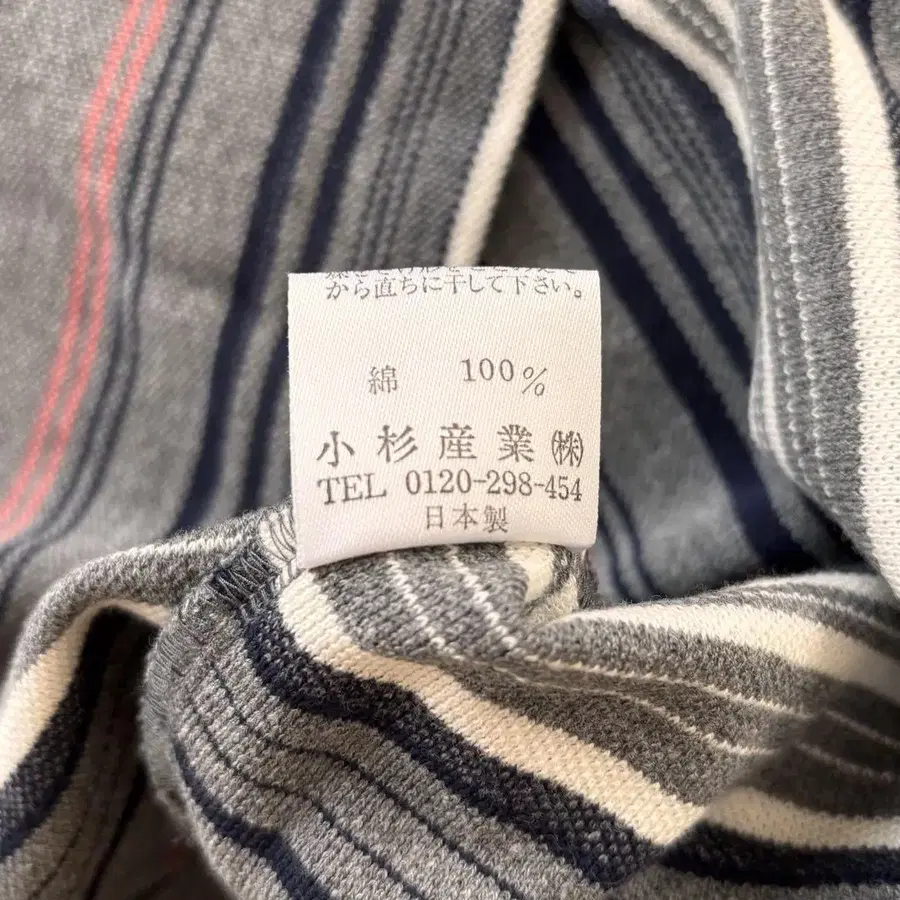 から直ちに干して下さい。
綿 100%
小杉産業㈱
TEL 0120-298-454
日本製